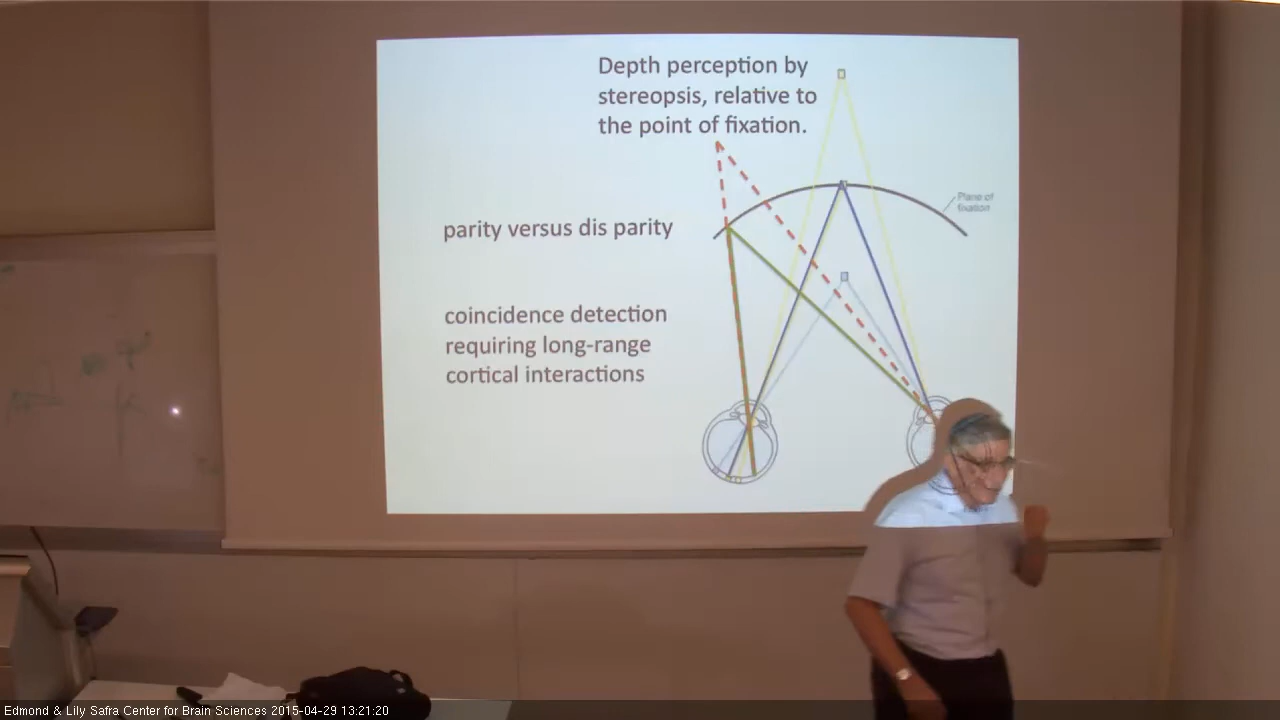 Depth perception by
stereopsis, relative to
the point of fixation.
Plane of
fixation
parity versus dis parity
coincidence detection
requiring long-range
cortical interactions
Edmond & Lily Safra Center for Brain Sciences 2015-04-29 13:21:20